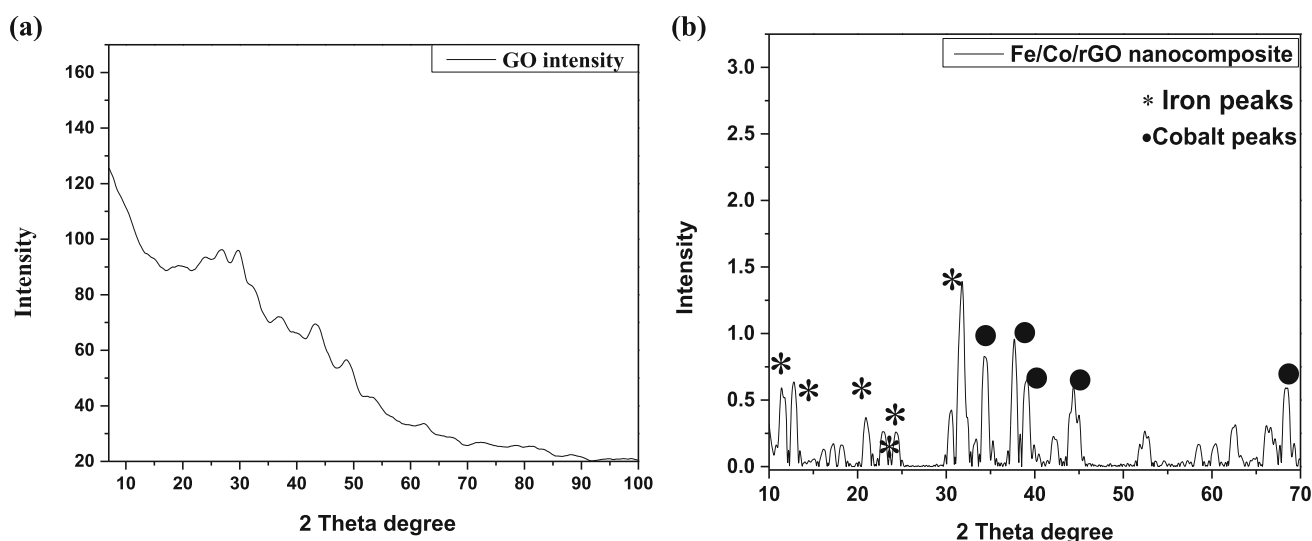 (a)
GO intensity
160
140
120
100
80
60
40
20
Intensity
10 20 30 40 50 60 70 80 90 100
2 Theta degree
(b)
Fe/Co/rGO nanocomposite
* Iron peaks
●Cobalt peaks
3.0
2.5
2.0
1.5
1.0
0.5
0.0
Intensity
10 20 30 40 50 60 70
2 Theta degree